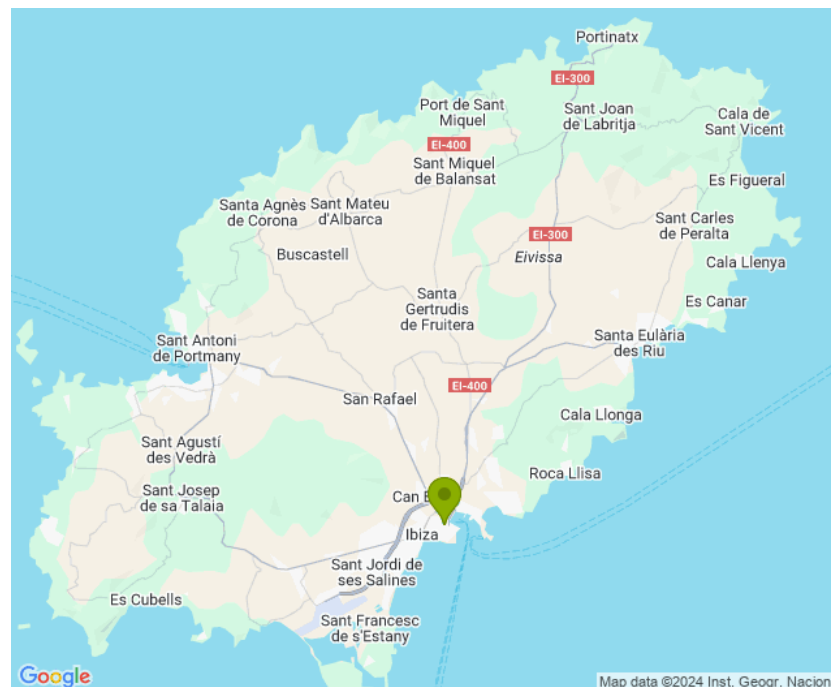 Portinatx
EI-300
Port de Sant
Miquel
Sant Joan
de Labritja
Cala de
Sant Vicent
EI-400
Sant Miquel
de Balansat
Es Figueral
Santa Agnès
de Corona
Sant Mateu
d'Albarca
Sant Carles
de Peralta
EI-300
Buscastell
Eivissa
Cala Llenya
Santa
Gertrudis
de Fruitera
Es Canar
Sant Antoni
de Portmany
Santa Eulària
des Riu
EI-400
San Rafael
Cala Llonga
Sant Agustí
des Vedrà
Roca Llisa
Sant Josep
de sa Talaia
Can
Ibiza
Sant Jordi de
ses Salines
Es Cubells
Sant Francesc
de s'Estany
Google
Map data ©2024 Inst. Geogr. Nacion